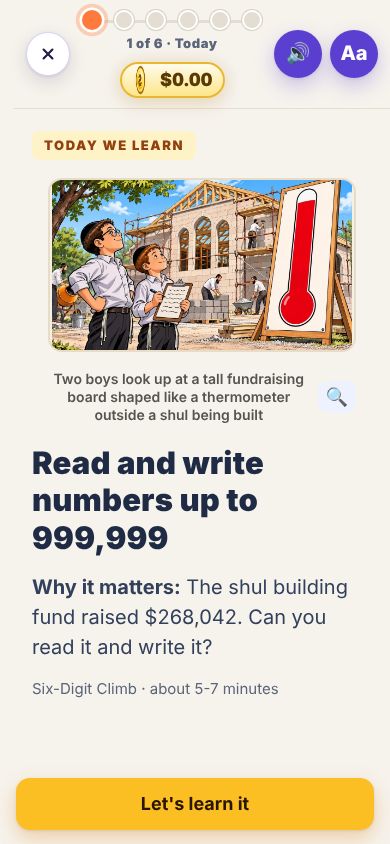 1 of 6 · Today
$0.00
Aa
TODAY WE LEARN
Two boys look up at a tall fundraising
board shaped like a thermometer
outside a shul being built
Read and write
numbers up to
999,999
Why it matters: The shul building
fund raised $268,042. Can you
read it and write it?
Six-Digit Climb · about 5-7 minutes
Let's learn it